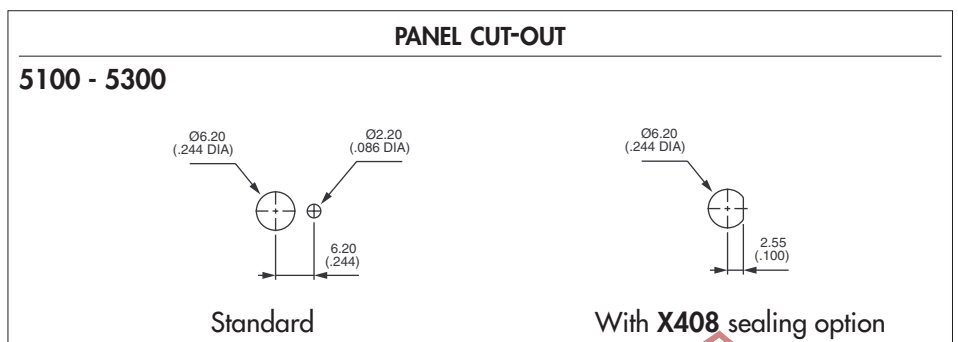 PANEL CUT-OUT
5100 - 5300
Ø6.20
(.244 DIA)
Ø2.20
(.086 DIA)
6.20
(.244)
Standard
Ø6.20
(.244 DIA)
2.55
(.100)
With X408 sealing option